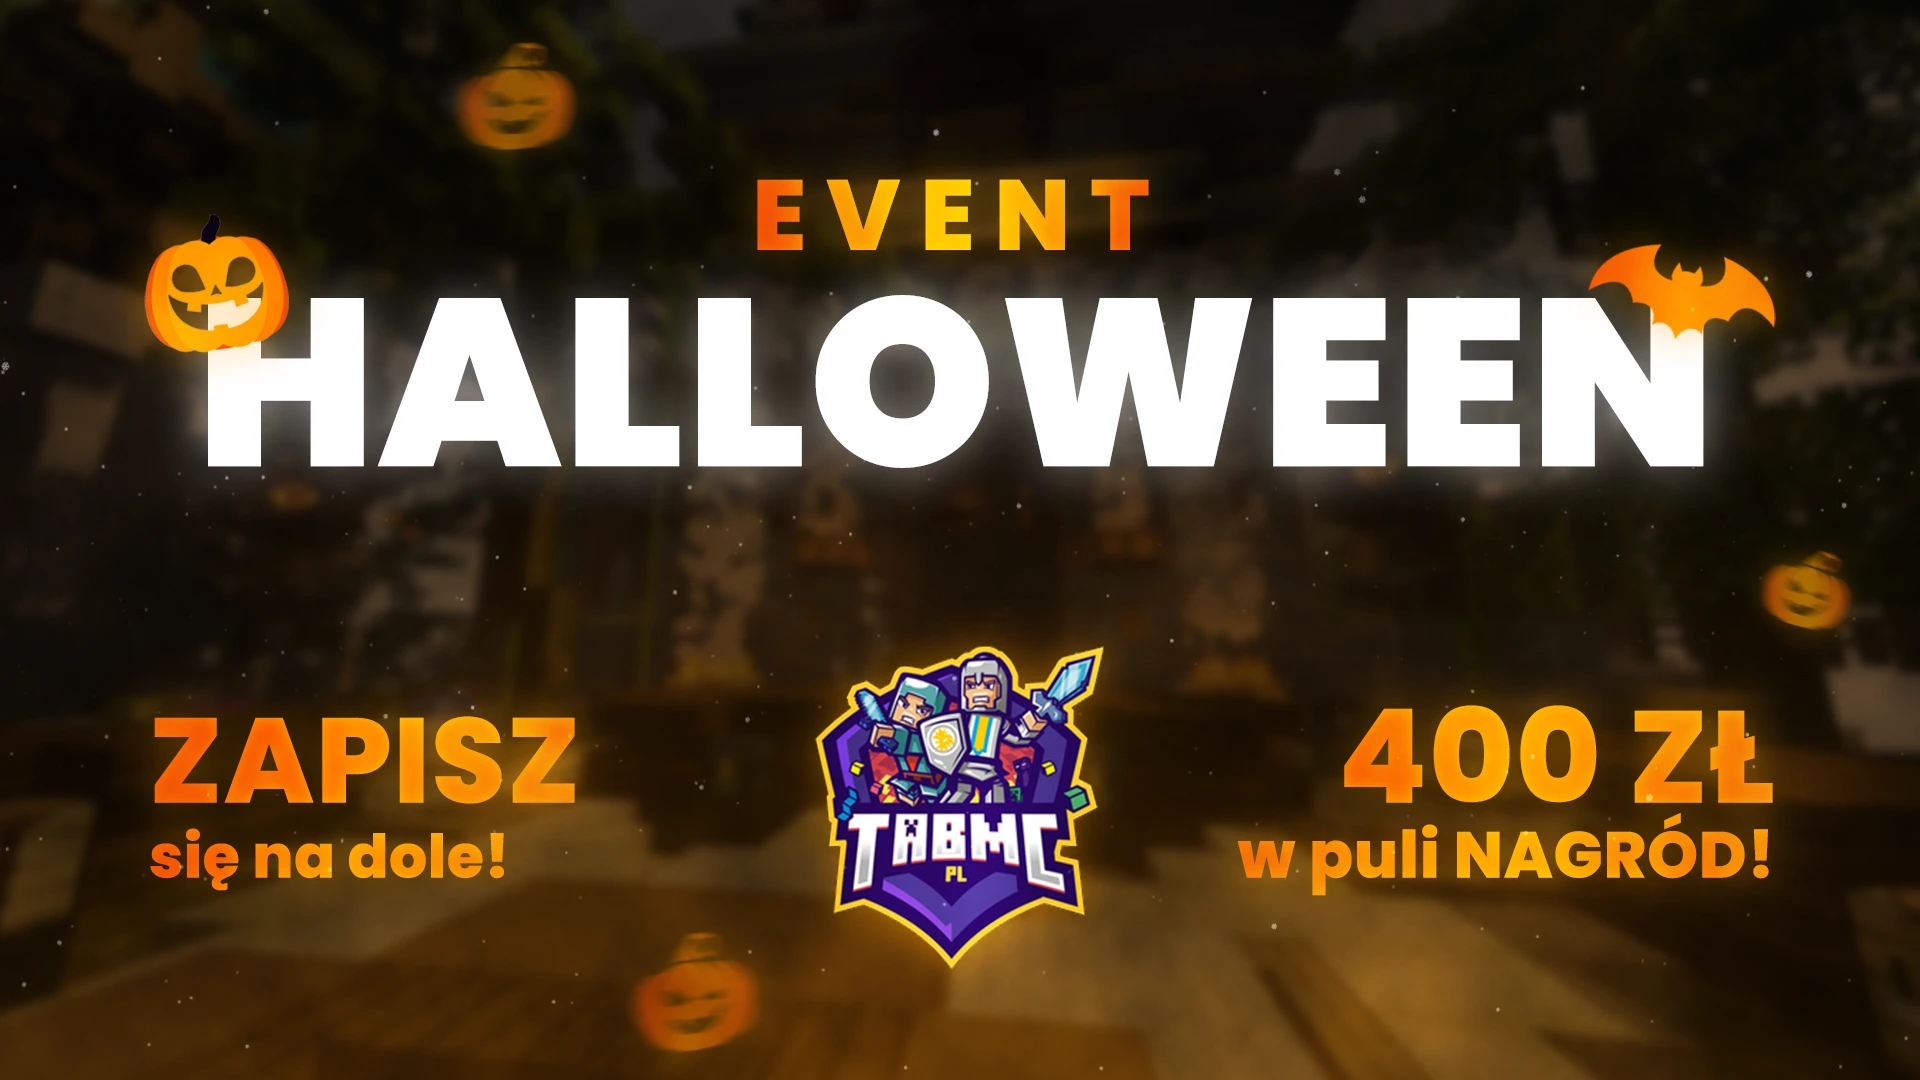 EVENT
HALLOWEEN
ZAPISZ
się na dole!
TABMC
PL
400 ZŁ
w puli NAGRÓD!